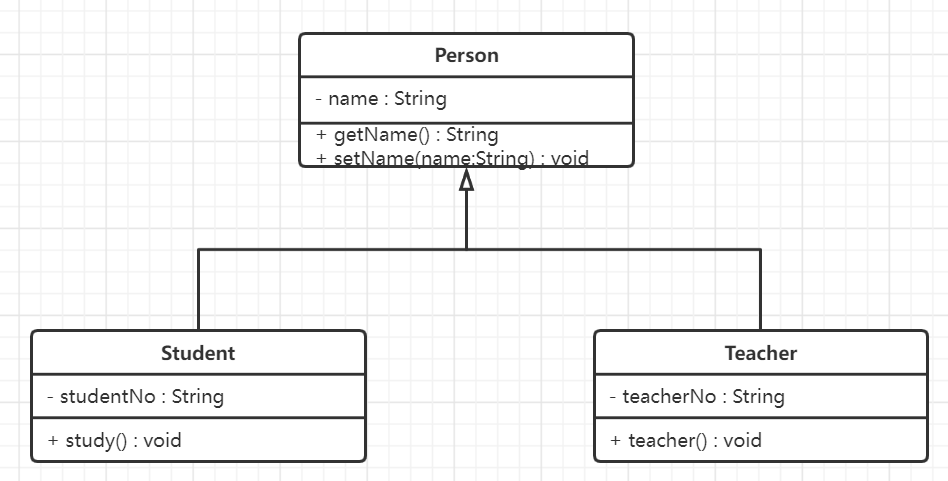 Person
- name : String
+ getName() : String
+ setName(name:String) : void
Student
- studentNo : String
+ study() : void
Teacher
- teacherNo : String
+ teacher() : void